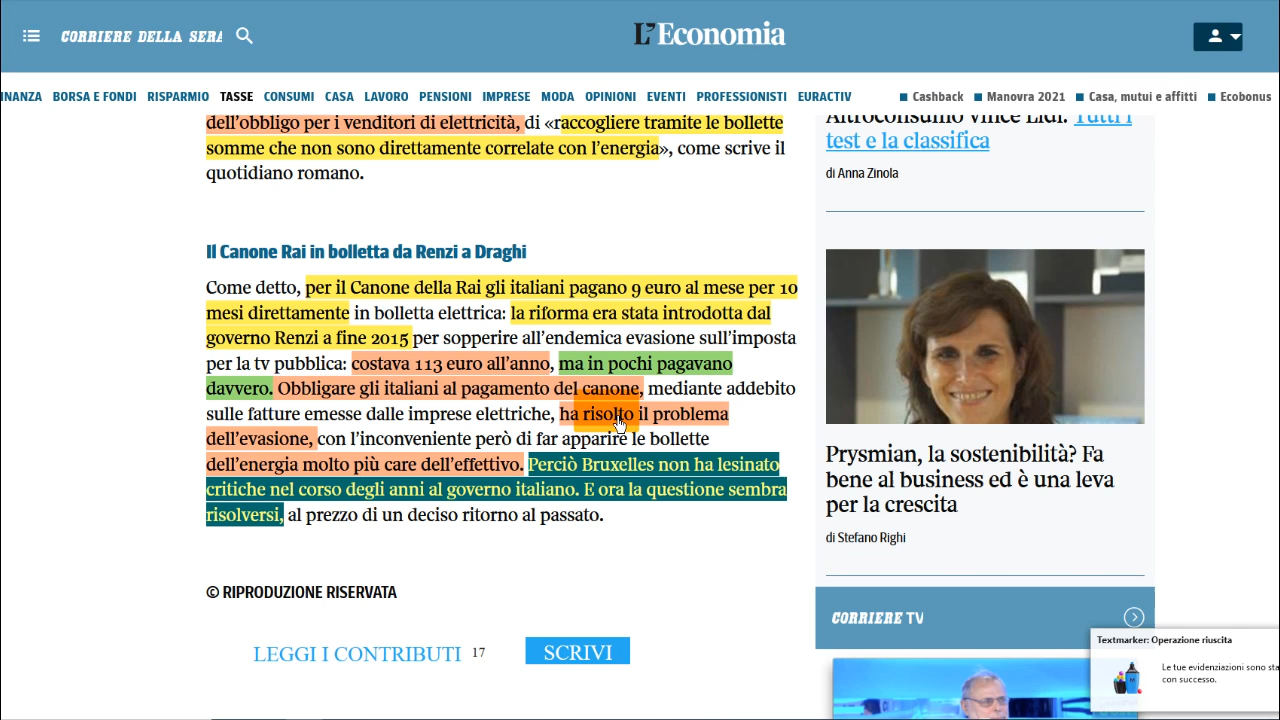 CORRIERE DELLA SERA
L'Economia
INANZA BORSA E FONDI RISPARMIO TASSE CONSUMI CASA LAVORO PENSIONI IMPRESE MODA OPINIONI EVENTI PROFESSIONISTI EURACTIV Cashback Manovra 2021 Casa, mutui e affitti Ecobonus
dell'obbligo per i venditori di elettricità, di «raccogliere tramite le bollette
somme che non sono direttamente correlate con l'energia», come scrive il
quotidiano romano.
Il Canone Rai in bolletta da Renzi a Draghi
Come detto, per il Canone della Rai gli italiani pagano 9 euro al mese per 10
mesi direttamente in bolletta elettrica: la riforma era stata introdotta dal
governo Renzi a fine 2015 per sopperire all'endemica evasione sull'imposta
per la tv pubblica: costava 113 euro all'anno, ma in pochi pagavano
davvero. Obbligare gli italiani al pagamento del canone, mediante addebito
sulle fatture emesse dalle imprese elettriche, ha risolto il problema
dell'evasione, con l'inconveniente però di far apparire le bollette
dell'energia molto più care dell'effettivo. Perciò Bruxelles non ha lesinato
critiche nel corso degli anni al governo italiano. E ora la questione sembra
risolversi, al prezzo di un deciso ritorno al passato.
© RIPRODUZIONE RISERVATA
LEGGI I CONTRIBUTI 17 SCRIVI
Altroconsumo vince Lidl. Tutti i
test e la classifica
di Anna Zinola
Prysmian, la sostenibilità? Fa
bene al business ed è una leva
per la crescita
di Stefano Righi
CORRIERE TV
Textmarker: Operazione riuscita
Le tue evidenziazioni sono sta
con successo.